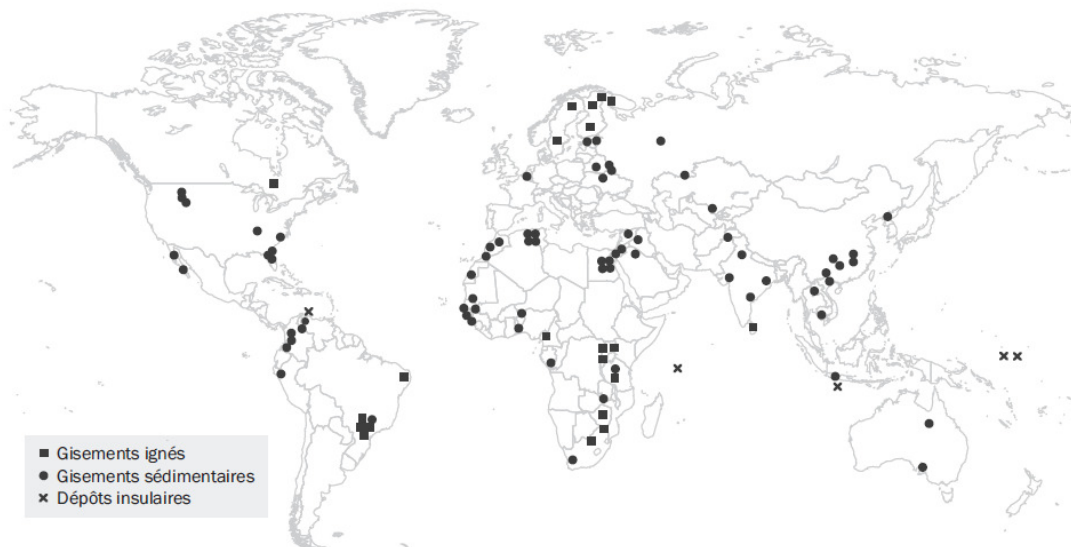 Gisements ignés
Gisements sédimentaires
Dépôts insulaires